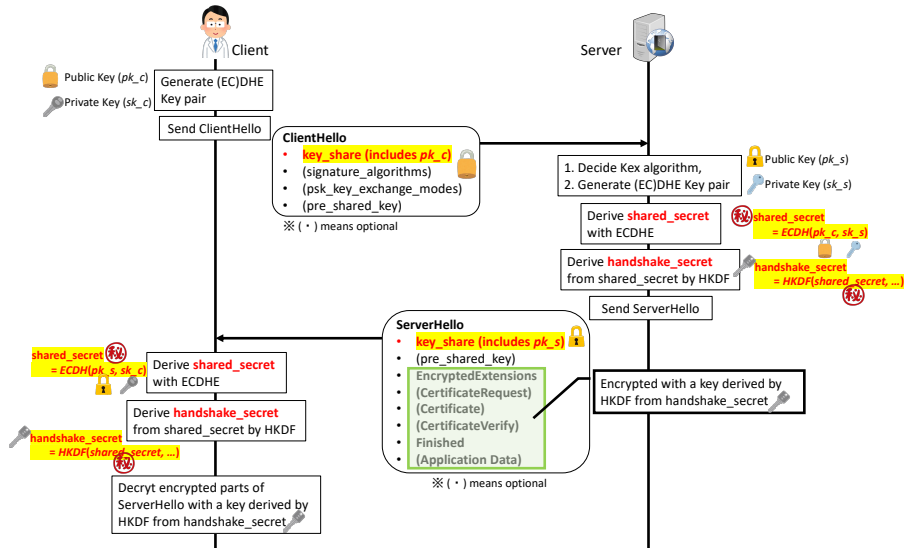 Client
Server
Public Key (pk_c)
Private Key (sk_c)
Generate (EC)DHE
Key pair
Send ClientHello
ClientHello
• key_share (includes pk_c)
• (signature_algorithms)
• (psk_key_exchange_modes)
• (pre_shared_key)
※ (・) means optional
1. Decide Kex algorithm,
2. Generate (EC)DHE Key pair
Public Key (pk_s)
Private Key (sk_s)
Derive shared_secret
with ECDHE
㊙ shared_secret
= ECDH(pk_c, sk_s)
Derive handshake_secret
from shared_secret by HKDF
handshake_secret
= HKDF(shared_secret, …)
㊙
Send ServerHello
ServerHello
• key_share (includes pk_s)
• (pre_shared_key)
• EncryptedExtensions
• (CertificateRequest)
• (Certificate)
• (CertificateVerify)
• Finished
• (Application Data)
※ (・) means optional
Encrypted with a key derived by
HKDF from handshake_secret
shared_secret ㊙
= ECDH(pk_s, sk_c)
Derive shared_secret
with ECDHE
Derive handshake_secret
from shared_secret by HKDF
handshake_secret
= HKDF(shared_secret, …)
㊙
Decryt encrypted parts of
ServerHello with a key derived by
HKDF from handshake_secret